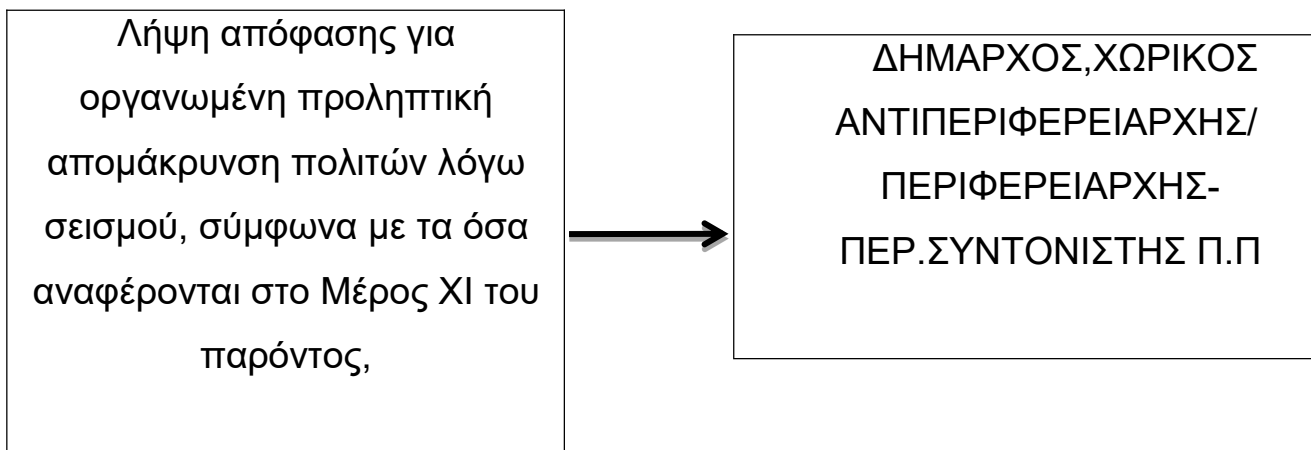 Λήψη απόφασης για
οργανωμένη προληπτική
απομάκρυνση πολιτών λόγω
σεισμού, σύμφωνα με τα όσα
αναφέρονται στο Μέρος ΧΙ του
παρόντος,
ΔΗΜΑΡΧΟΣ,ΧΩΡΙΚΟΣ
ΑΝΤΙΠΕΡΙΦΕΡΕΙΑΡΧΗΣ/
ΠΕΡΙΦΕΡΕΙΑΡΧΗΣ-
ΠΕΡ.ΣΥΝΤΟΝΙΣΤΗΣ Π.Π